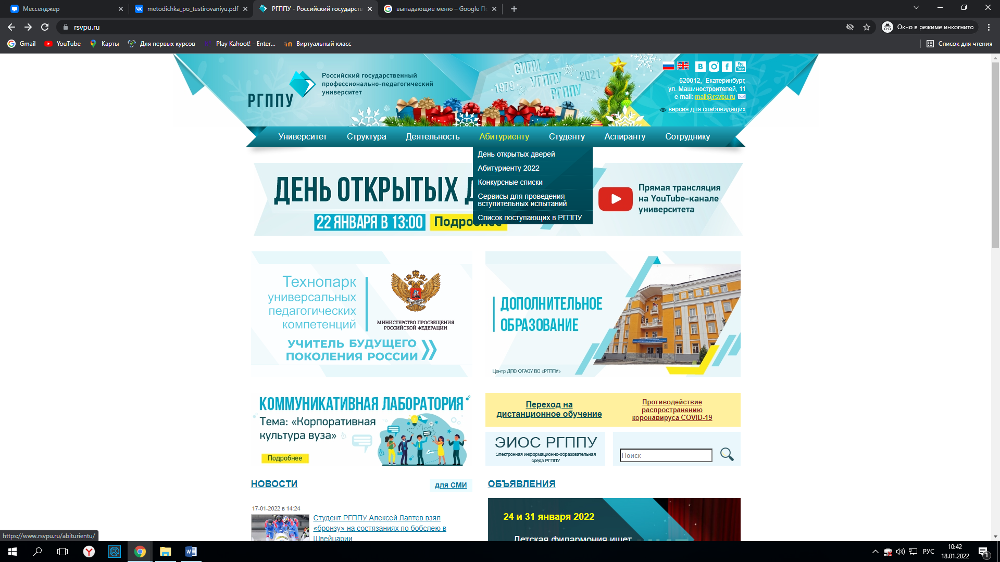 Мессенджер
metodichka_po_testirovaniyu.pdf
РГППУ - Российский государств
выпадающие меню – Google По
rsvpu.ru
Окно в режиме инкогнито
Gmail
YouTube
Карты
Для первых курсов
Play Kahoot! - Enter...
Виртуальный класс
Список для чтения
РГППУ
Российский государственный
профессионально-педагогический
университет
СИПИ
1979 УГППУ 2021
РГППУ
620012, Екатеринбург,
ул. Машиностроителей, 11
e-mail: mail@rsvpu.ru
версия для слабовидящих
Университет
Структура
Деятельность
Абитуриенту
Студенту
Аспиранту
Сотруднику
День открытых дверей
Абитуриенту 2022
Конкурсные списки
Сервисы для проведения
вступительных испытаний
Список поступающих в РГППУ
ДЕНЬ ОТКРЫТЫХ
22 ЯНВАРЯ В 13:00
Подробнее
Прямая трансляция
на YouTube-канале
университета
Технопарк
универсальных
педагогических
компетенций
МИНИСТЕРСТВО ПРОСВЕЩЕНИЯ
РОССИЙСКОЙ ФЕДЕРАЦИИ
УЧИТЕЛЬ БУДУЩЕГО
ПОКОЛЕНИЯ РОССИИ
ДОПОЛНИТЕЛЬНОЕ
ОБРАЗОВАНИЕ
Центр ДПО ФГАОУ ВО «РГППУ»
КОММУНИКАТИВНАЯ ЛАБОРАТОРИЯ
Тема: «Корпоративная
культура вуза»
Подробнее
Переход на
дистанционное обучение
Противодействие
распространению
коронавируса COVID-19
ЭИОС РГППУ
Электронная информационно-образовательная
среда РГППУ
Поиск
НОВОСТИ
для СМИ
ОБЪЯВЛЕНИЯ
17-01-2022 в 14:24
Студент РГППУ Алексей Лаптев взял
«бронзу» на состязаниях по бобслею в
Швейцарии
24 и 31 января 2022
Детская филармония ищет
https://www.rsvpu.ru/abiturientu/
РУС
10:42
18.01.2022
1